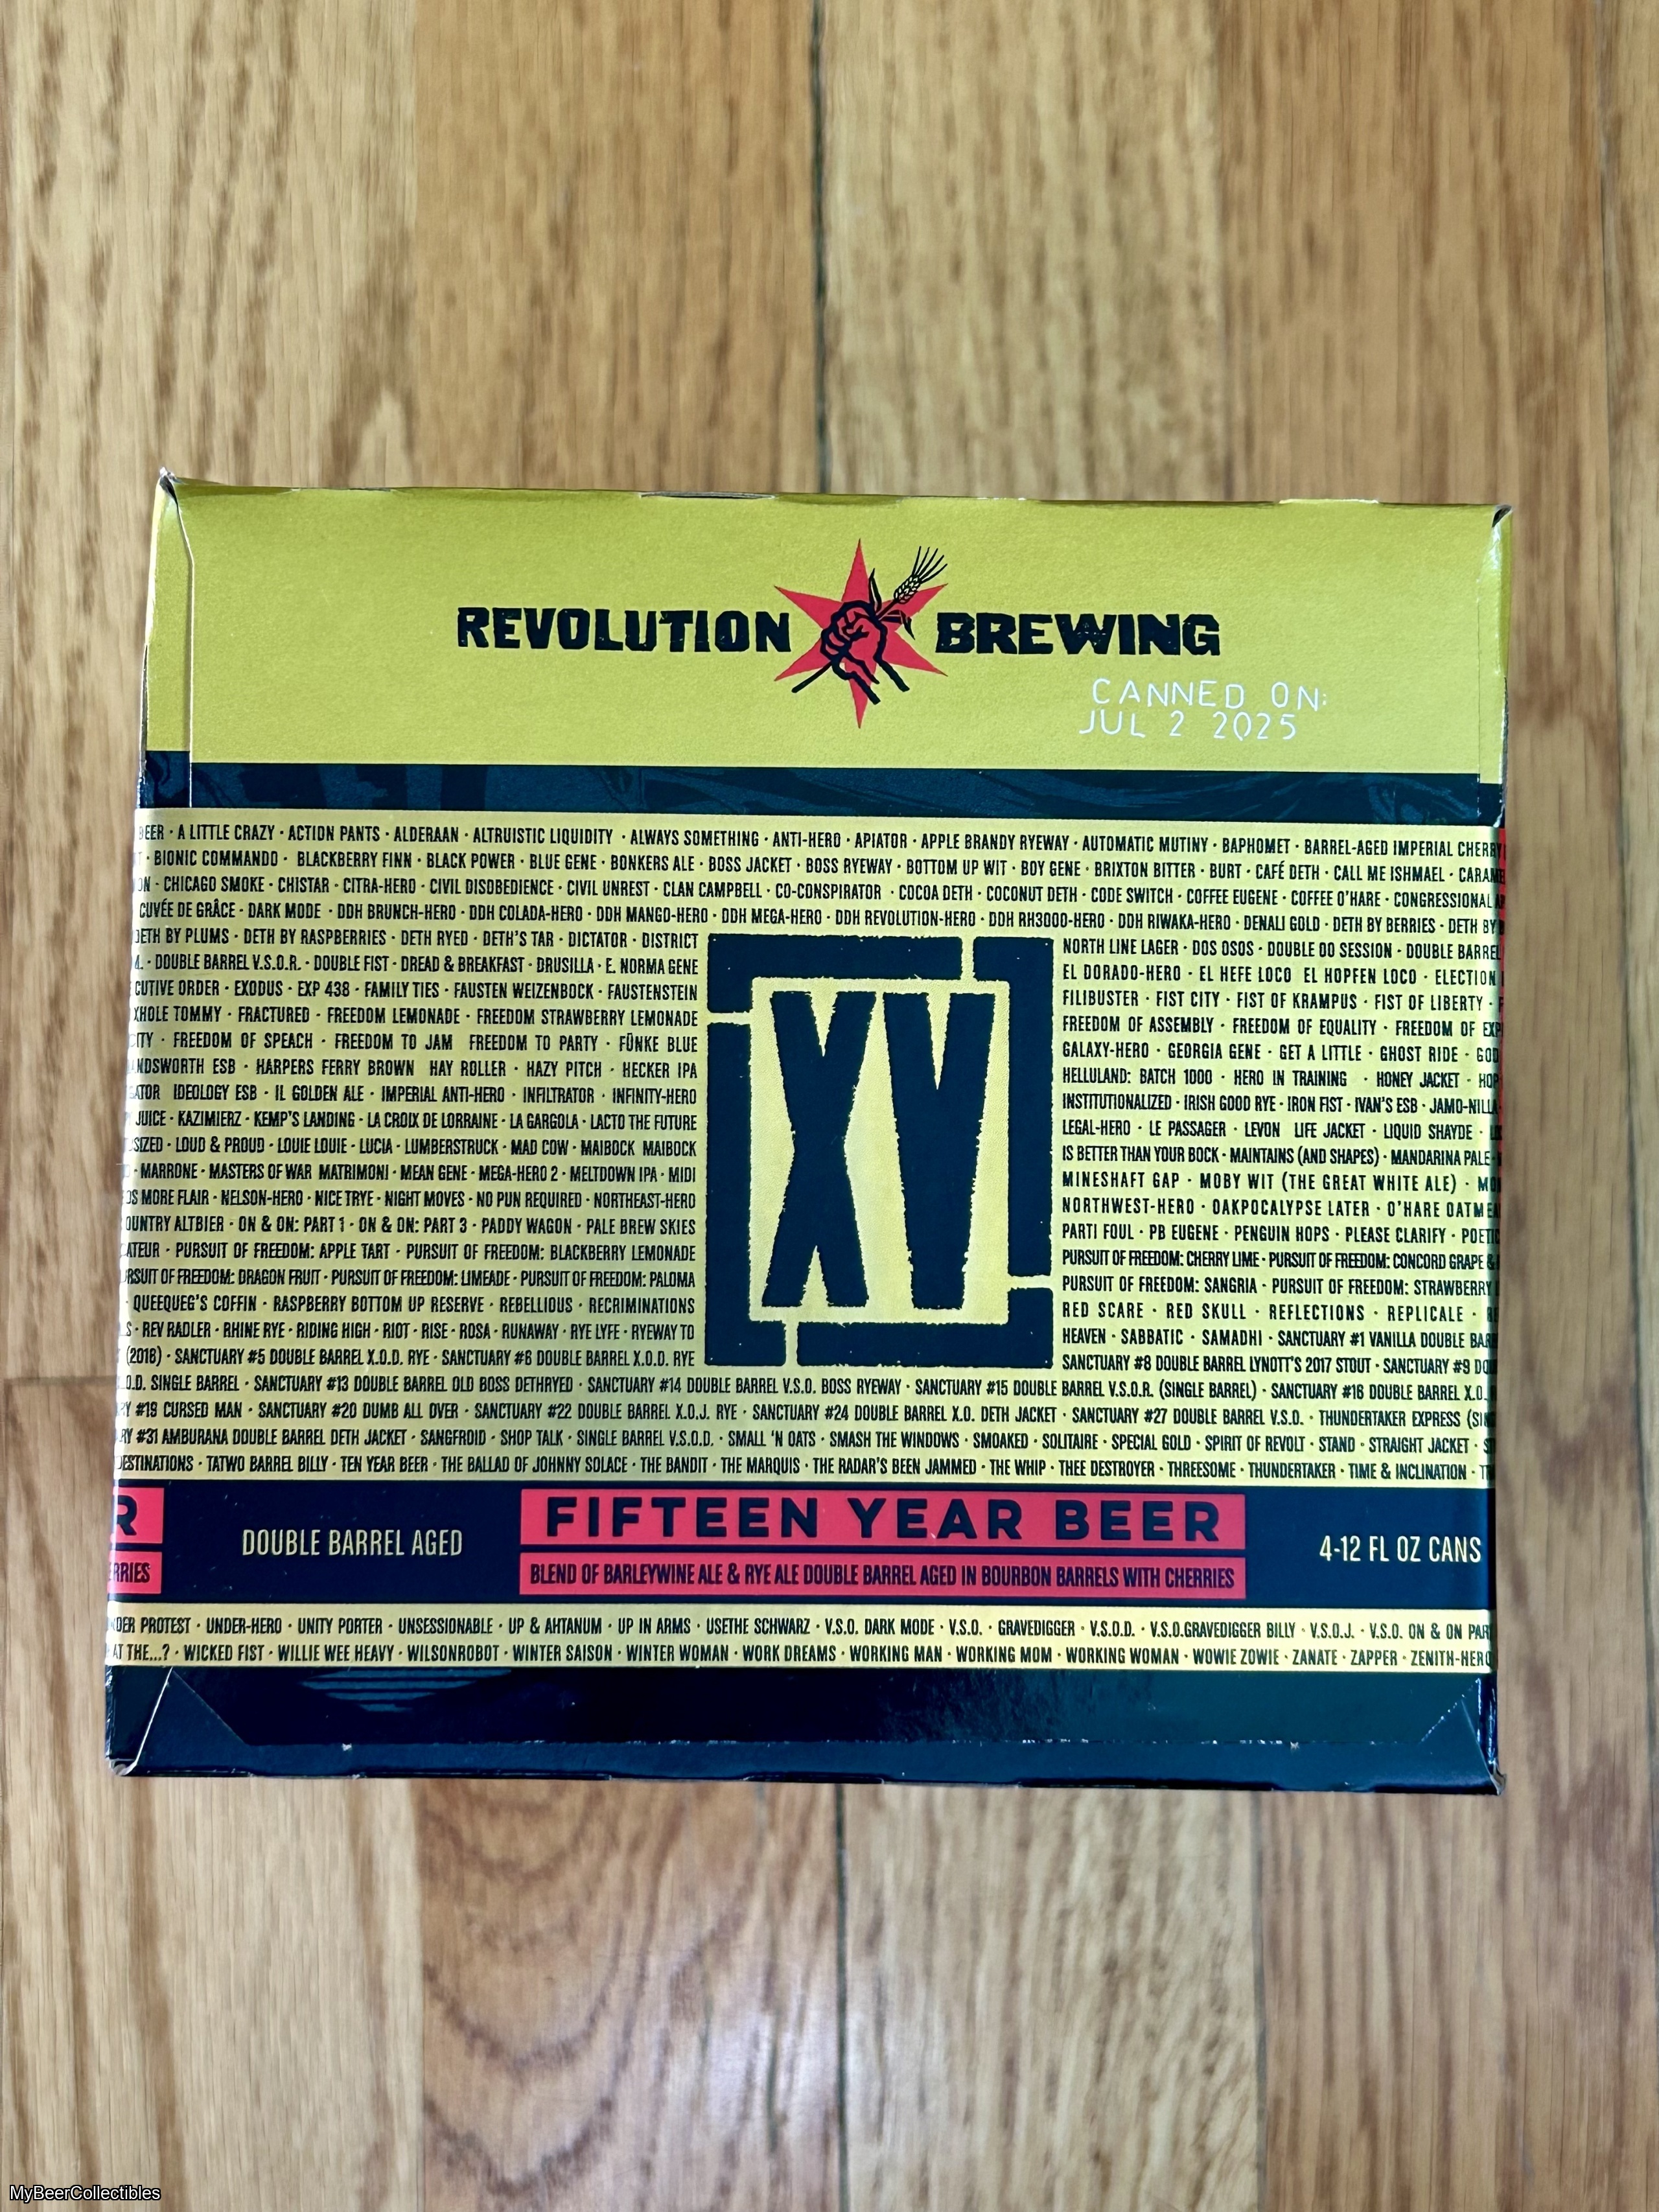 REVOLUTION BREWING
CANNED ON:
JUL 2 2025
BEER · A LITTLE CRAZY · ACTION PANTS · ALDERAAN · ALTRUISTIC LIQUIDITY · ALWAYS SOMETHING · ANTI-HERO · APIATOR · APPLE BRANDY RYEWAY · AUTOMATIC MUTINY · BAPHOMET · BARREL-AGED IMPERIAL CHERRY
· BIONIC COMMANDO · BLACKBERRY FINN · BLACK POWER · BLUE GENE · BONKERS ALE · BOSS JACKET · BOSS RYEWAY · BOTTOM UP WIT · BOY GENE · BRIXTON BITTER · BURT · CAFÉ DETH · CALL ME ISHMAEL ·
· CHICAGO SMOKE · CHISTAR · CITRA-HERO · CIVIL DISOBEDIENCE · CIVIL UNREST · CLAN CAMPBELL · CO-CONSPIRATOR · COCOA DETH · COCONUT DETH · CODE SWITCH · COFFEE EUGENE · COFFEE O'HARE · CONGRESSIONAL
CUVÉE DE GRÂCE · DARK MODE · DDH BRUNCH-HERO · DDH COLADA-HERO · DDH MANGO-HERO · DDH MEGA-HERO · DDH REVOLUTION-HERO · DDH RH3000-HERO · DDH RIWAKA-HERO · DENALI GOLD · DETH BY BERRIES · DETH BY
DETH BY PLUMS · DETH BY RASPBERRIES · DETH RYED · DETH'S TAR · DICTATOR · DISTRICT
· DOUBLE BARREL V.S.O.R. · DOUBLE FIST · DREAD & BREAKFAST · DRUSILLA · E. NORMA GENE
CUTIVE ORDER · EXODUS · EXP 438 · FAMILY TIES · FAUSTEN WEIZENBOCK · FAUSTENSTEIN
XHOLE TOMMY · FRACTURED · FREEDOM LEMONADE · FREEDOM STRAWBERRY LEMONADE
CITY · FREEDOM OF SPEACH · FREEDOM TO JAM FREEDOM TO PARTY · FÜNKE BLUE
ANDSWORTH ESB · HARPERS FERRY BROWN HAY ROLLER · HAZY PITCH · HECKER IPA
ATOR IDEOLOGY ESB · IL GOLDEN ALE · IMPERIAL ANTI-HERO · INFILTRATOR · INFINITY-HERO
JUICE · KAZIMIERZ · KEMP'S LANDING · LA CROIX DE LORRAINE · LA GARGOLA · LACTO THE FUTURE
SIZED · LOUD & PROUD · LOUIE LOUIE · LUCIA · LUMBERSTRUCK · MAD COW · MAIBOCK MAIBOCK
· MARRONE · MASTERS OF WAR MATRIMONI · MEAN GENE · MEGA-HERO 2 · MELTDOWN IPA · MIDI
DS MORE FLAIR · NELSON-HERO · NICE TRYE · NIGHT MOVES · NO PUN REQUIRED · NORTHEAST-HERO
OUNTRY ALTBIER · ON & ON: PART 1 · ON & ON: PART 3 · PADDY WAGON · PALE BREW SKIES
ATEUR · PURSUIT OF FREEDOM: APPLE TART · PURSUIT OF FREEDOM: BLACKBERRY LEMONADE
RSUIT OF FREEDOM: DRAGON FRUIT · PURSUIT OF FREEDOM: LIMEADE · PURSUIT OF FREEDOM: PALOMA
· QUEEQUEG'S COFFIN · RASPBERRY BOTTOM UP RESERVE · REBELLIOUS · RECRIMINATIONS
S · REV RADLER · RHINE RYE · RIDING HIGH · RIOT · RISE · ROSA · RUNAWAY · RYE LYFE · RYEWAY TO
(2018) · SANCTUARY #5 DOUBLE BARREL X.O.D. RYE · SANCTUARY #6 DOUBLE BARREL X.O.D. RYE
XV
NORTH LINE LAGER · DOS OSOS · DOUBLE 00 SESSION · DOUBLE BARREL
EL DORADO-HERO · EL HEFE LOCO EL HOPFEN LOCO · ELECTION
FILIBUSTER · FIST CITY · FIST OF KRAMPUS · FIST OF LIBERTY ·
FREEDOM OF ASSEMBLY · FREEDOM OF EQUALITY · FREEDOM OF EXP
GALAXY-HERO · GEORGIA GENE · GET A LITTLE · GHOST RIDE · GOD
HELLULAND: BATCH 1000 · HERO IN TRAINING · HONEY JACKET · HOP
INSTITUTIONALIZED · IRISH GOOD RYE · IRON FIST · IVAN'S ESB · JAMO-NILLA
LEGAL-HERO · LE PASSAGER · LEVON LIFE JACKET · LIQUID SHAYDE ·
IS BETTER THAN YOUR BOCK · MAINTAINS (AND SHAPES) · MANDARINA PALE
MINESHAFT GAP · MOBY WIT (THE GREAT WHITE ALE) ·
NORTHWEST-HERO · OAKPOCALYPSE LATER · O'HARE OATMEA
PARTI FOUL · PB EUGENE · PENGUIN HOPS · PLEASE CLARIFY · POETIC
PURSUIT OF FREEDOM: CHERRY LIME · PURSUIT OF FREEDOM: CONCORD GRAPE &
PURSUIT OF FREEDOM: SANGRIA · PURSUIT OF FREEDOM: STRAWBERRY
RED SCARE · RED SKULL · REFLECTIONS · REPLICALE ·
HEAVEN · SABBATIC · SAMADHI · SANCTUARY #1 VANILLA DOUBLE BAR
SANCTUARY #8 DOUBLE BARREL LYNOTT'S 2017 STOUT · SANCTUARY #9 DO
.O.D. SINGLE BARREL · SANCTUARY #13 DOUBLE BARREL OLD BOSS DETHRYED · SANCTUARY #14 DOUBLE BARREL V.S.O. BOSS RYEWAY · SANCTUARY #15 DOUBLE BARREL V.S.O.R. (SINGLE BARREL) · SANCTUARY #16 DOUBLE BARREL X.O.
RY #19 CURSED MAN · SANCTUARY #20 DUMB ALL OVER · SANCTUARY #22 DOUBLE BARREL X.O.J. RYE · SANCTUARY #24 DOUBLE BARREL X.O. DETH JACKET · SANCTUARY #27 DOUBLE BARREL V.S.O. · THUNDERTAKER EXPRESS
RY #31 AMBURANA DOUBLE BARREL DETH JACKET · SANGFROID · SHOP TALK · SINGLE BARREL V.S.O.D. · SMALL 'N OATS · SMASH THE WINDOWS · SMOAKED · SOLITAIRE · SPECIAL GOLD · SPIRIT OF REVOLT · STAND · STRAIGHT JACKET ·
DESTINATIONS · TATWO BARREL BILLY · TEN YEAR BEER · THE BALLAD OF JOHNNY SOLACE · THE BANDIT · THE MARQUIS · THE RADAR'S BEEN JAMMED · THE WHIP · THEE DESTROYER · THREESOME · THUNDERTAKER · TIME & INCLINATION ·
R
ERRIES
DOUBLE BARREL AGED
FIFTEEN YEAR BEER
BLEND OF BARLEYWINE ALE & RYE ALE DOUBLE BARREL AGED IN BOURBON BARRELS WITH CHERRIES
4-12 FL OZ CANS
DER PROTEST · UNDER-HERO · UNITY PORTER · UNSESSIONABLE · UP & AHTANUM · UP IN ARMS · USETHE SCHWARZ · V.S.O. DARK MODE · V.S.O. · GRAVEDIGGER · V.S.O.D. · V.S.O.GRAVEDIGGER BILLY · V.S.O.J. · V.S.O. ON & ON PAR
AT THE...? · WICKED FIST · WILLIE WEE HEAVY · WILSONROBOT · WINTER SAISON · WINTER WOMAN · WORK DREAMS · WORKING MAN · WORKING MOM · WORKING WOMAN · WOWIE ZOWIE · ZANATE · ZAPPER · ZENITH-HERO
MyBeerCollectibles